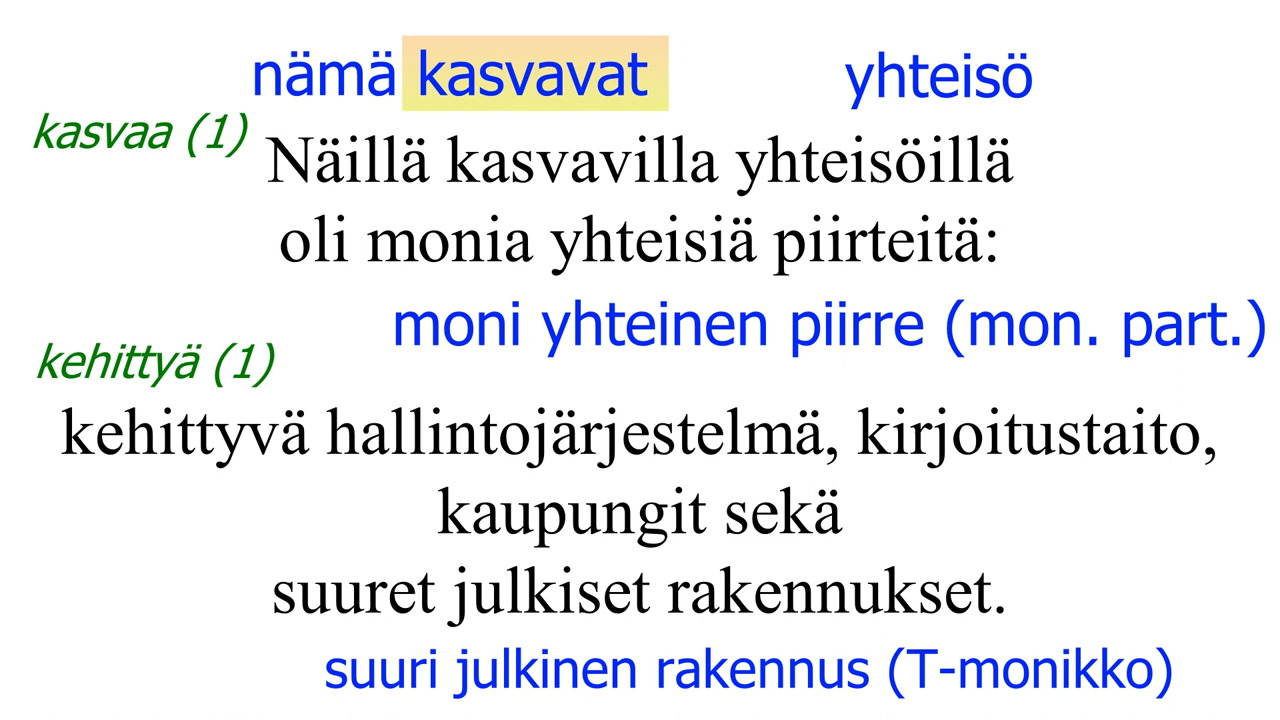 nämä kasvavat yhteisö
kasvaa (1)
Näillä kasvavilla yhteisöillä
oli monia yhteisiä piirteitä:
moni yhteinen piirre (mon. part.)
kehittyä (1)
kehittyvä hallintojärjestelmä, kirjoitustaito,
kaupungit sekä
suuret julkiset rakennukset.
suuri julkinen rakennus (T-monikko)